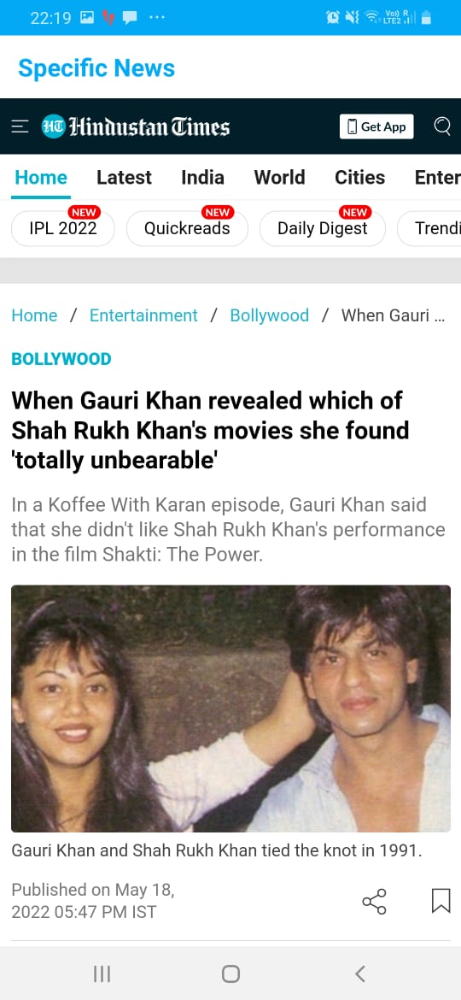 22:19
Vo) R
LTE2
Specific News
HT Hindustan Times
Get App
Home Latest India World Cities Enter
NEW NEW NEW
IPL 2022 Quickreads Daily Digest Trendi
Home / Entertainment / Bollywood / When Gauri ...
BOLLYWOOD
When Gauri Khan revealed which of
Shah Rukh Khan's movies she found
'totally unbearable'
In a Koffee With Karan episode, Gauri Khan said
that she didn't like Shah Rukh Khan's performance
in the film Shakti: The Power.
Gauri Khan and Shah Rukh Khan tied the knot in 1991.
Published on May 18,
2022 05:47 PM IST